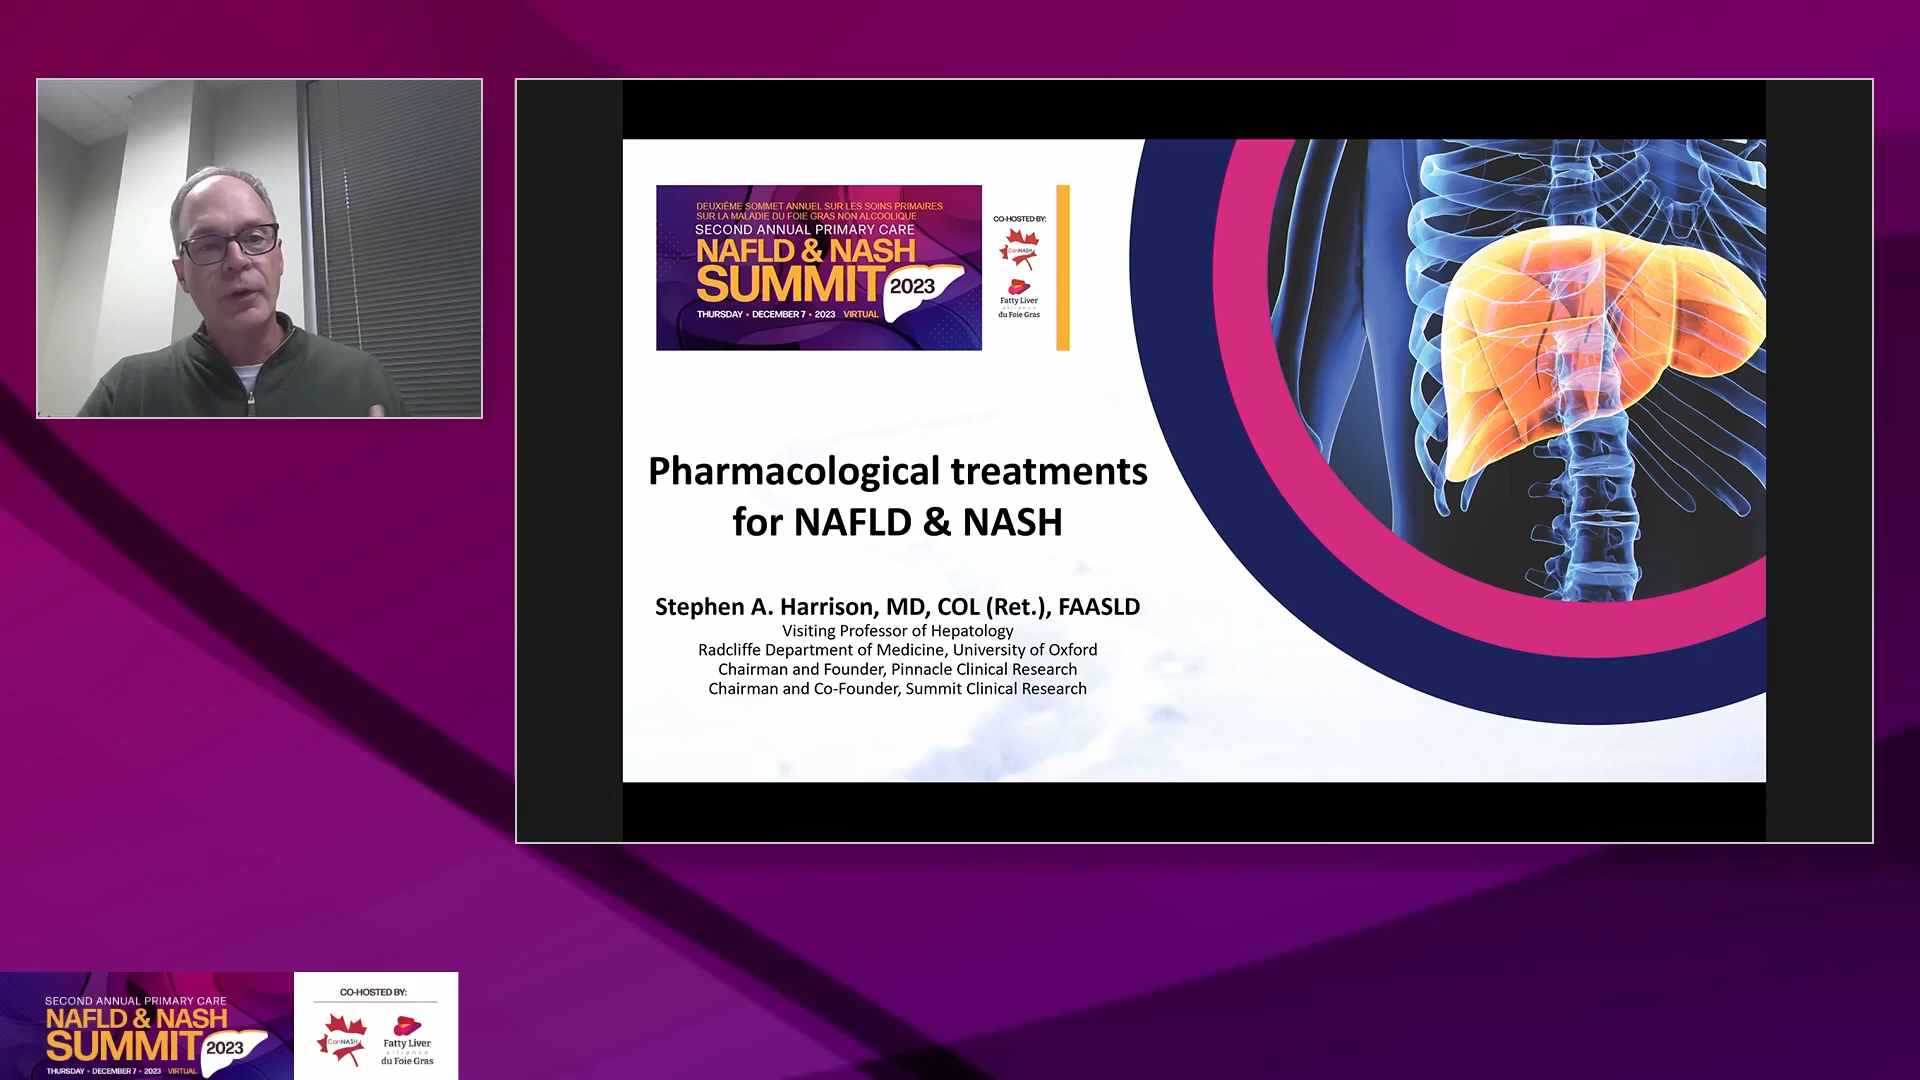 DEUXIÈME SOMMET ANNUEL SUR LES SOINS PRIMAIRES
SUR LA MALADIE DU FOIE GRAS NON ALCOOLIQUE
SECOND ANNUAL PRIMARY CARE
NAFLD & NASH
SUMMIT 2023
THURSDAY • DECEMBER 7 • 2023 VIRTUAL
CO-HOSTED BY:
CanNASH
Fatty Liver
alliance
du Foie Gras
Pharmacological treatments
for NAFLD & NASH
Stephen A. Harrison, MD, COL (Ret.), FAASLD
Visiting Professor of Hepatology
Radcliffe Department of Medicine, University of Oxford
Chairman and Founder, Pinnacle Clinical Research
Chairman and Co-Founder, Summit Clinical Research
SECOND ANNUAL PRIMARY CARE
NAFLD & NASH
SUMMIT 2023
THURSDAY • DECEMBER 7 • 2023 VIRTUAL
CO-HOSTED BY:
CanNASH
Fatty Liver
alliance
du Foie Gras